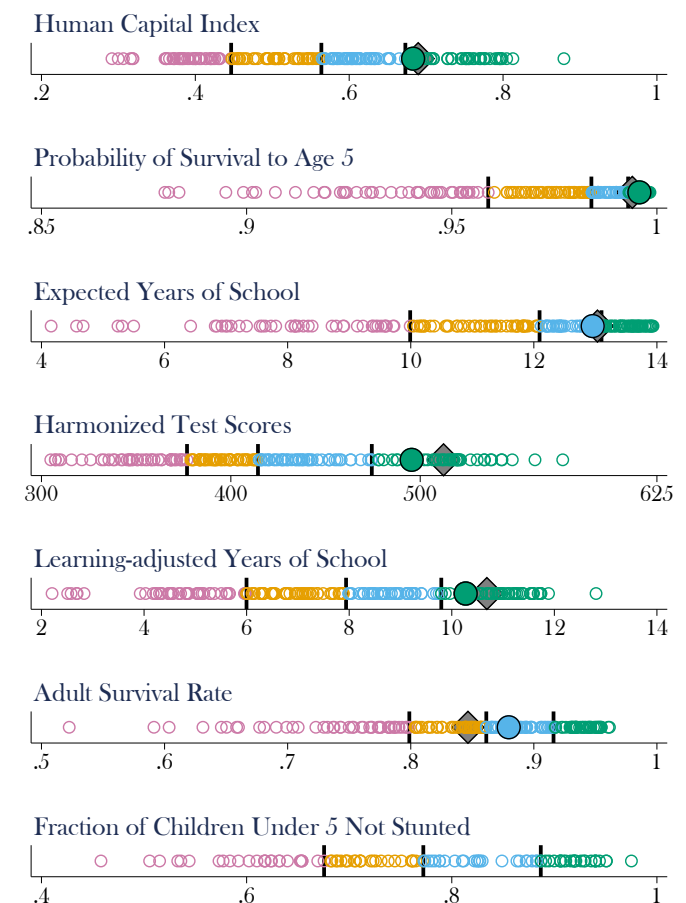 Human Capital Index
.2 .4 .6 .8 1
Probability of Survival to Age 5
.85 .9 .95 1
Expected Years of School
4 6 8 10 12 14
Harmonized Test Scores
300 400 500 625
Learning-adjusted Years of School
2 4 6 8 10 12 14
Adult Survival Rate
.5 .6 .7 .8 .9 1
Fraction of Children Under 5 Not Stunted
.4 .6 .8 1